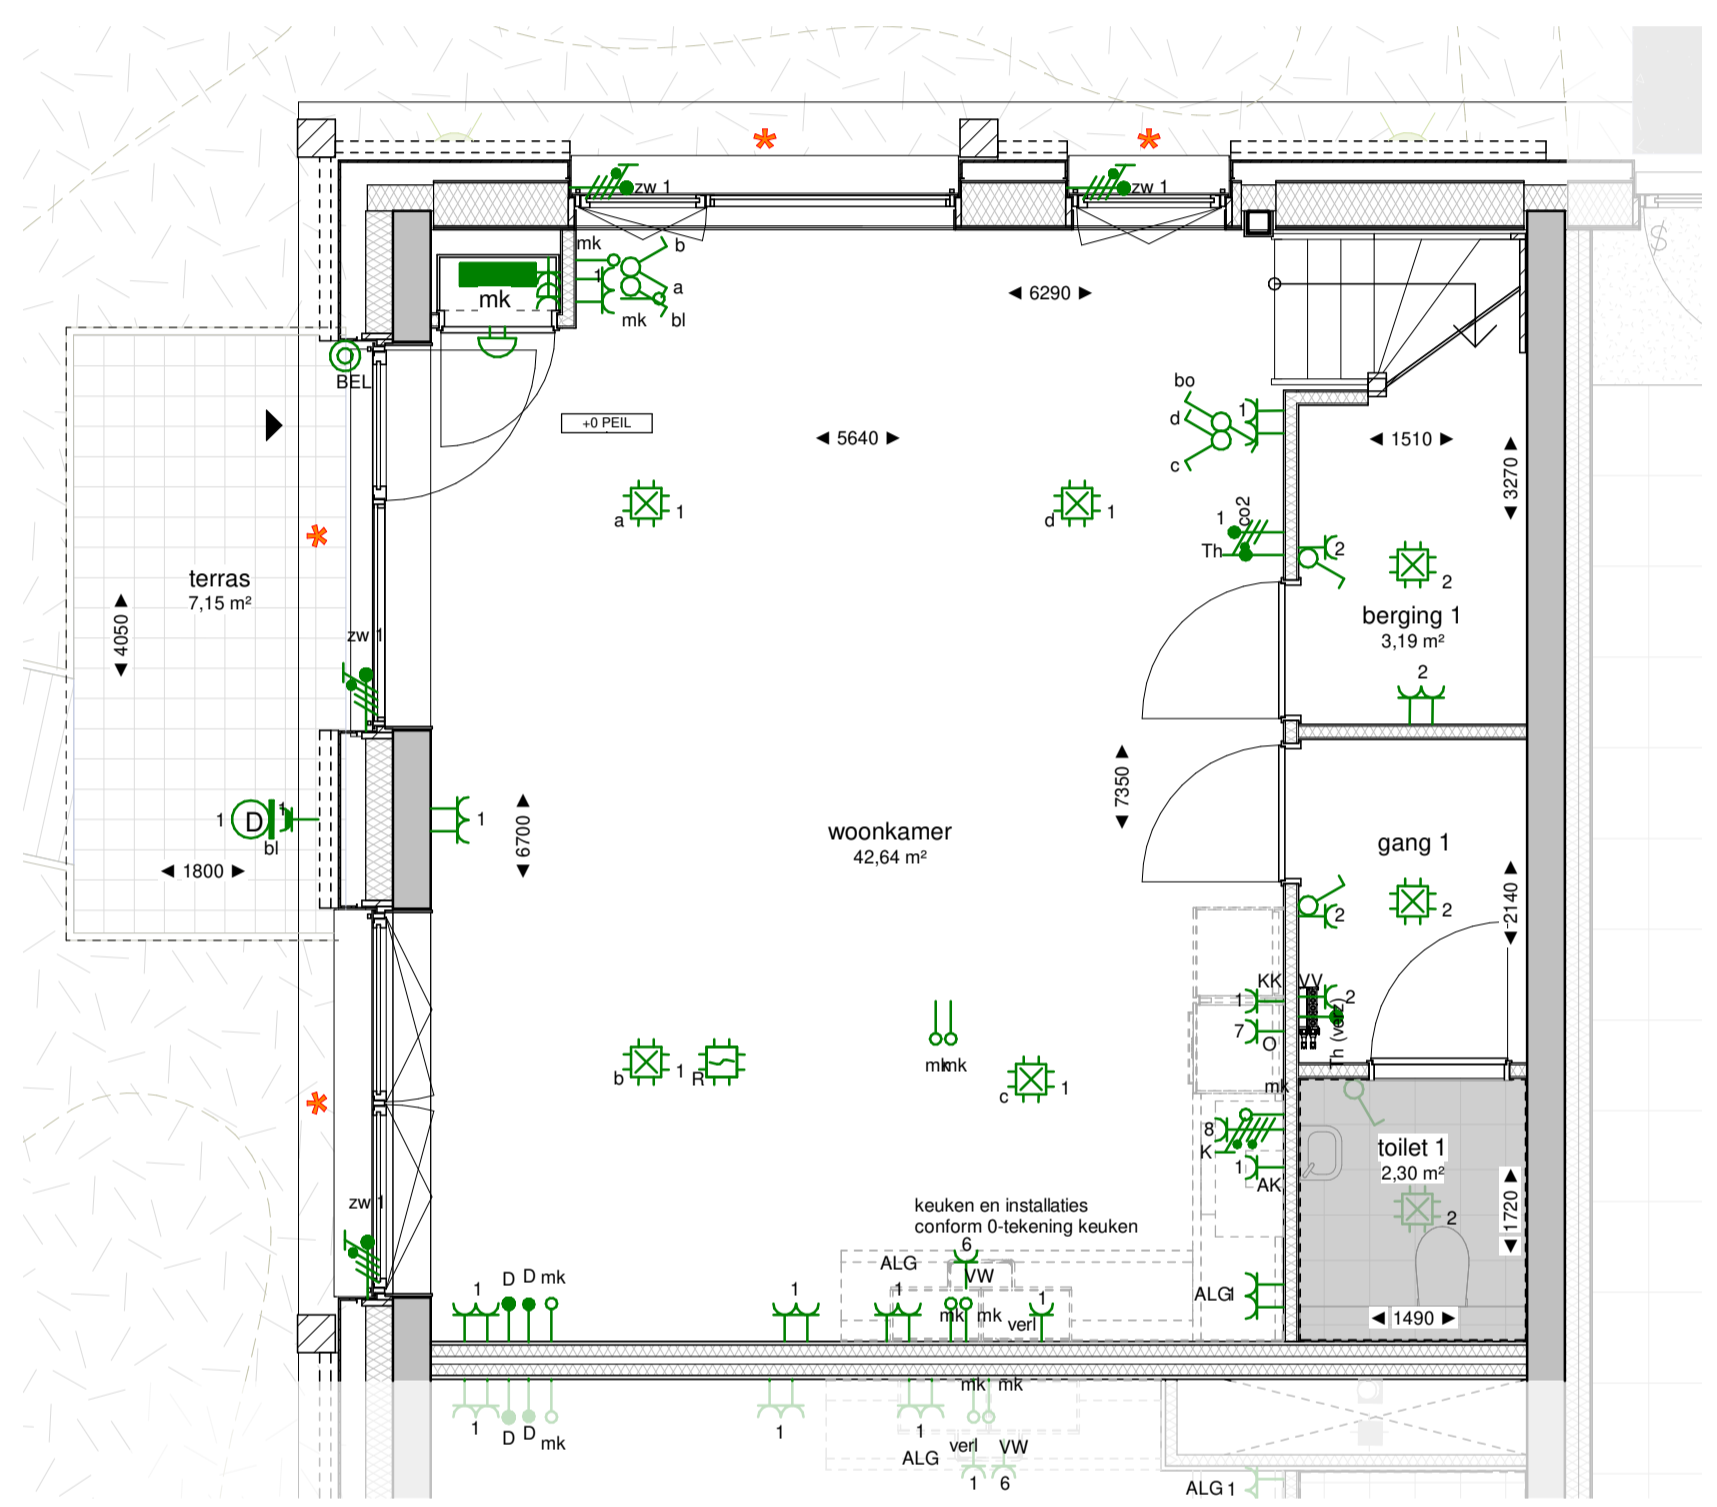 zw 1
zw 1
mk
b
1
mk
a
mk
bl
6290
BEL
bo
1
d
c
+0 PEIL
5640
1510
3270
a
1
d
1
1
co2
Th
2
2
terras
7,15 m²
4050
berging 1
3,19 m²
zw 1
2
7350
1
D
1
bl
1
1800
6700
woonkamer
42,64 m²
gang 1
2
2
2140
KK
VV
1
2
7
O
Th (verz)
mk
mk
b
1
R
c
1
mk
8
K
1
AK
toilet 1
2,30 m²
2
1720
1490
zw 1
keuken en installaties
conform 0-tekening keuken
6
ALG
VW
1
D
D
mk
1
1
mk
mk
1
verl
ALG
1
mk
mk
1
D
D
mk
1
1
ALG
verl
VW
1
6
ALG 1